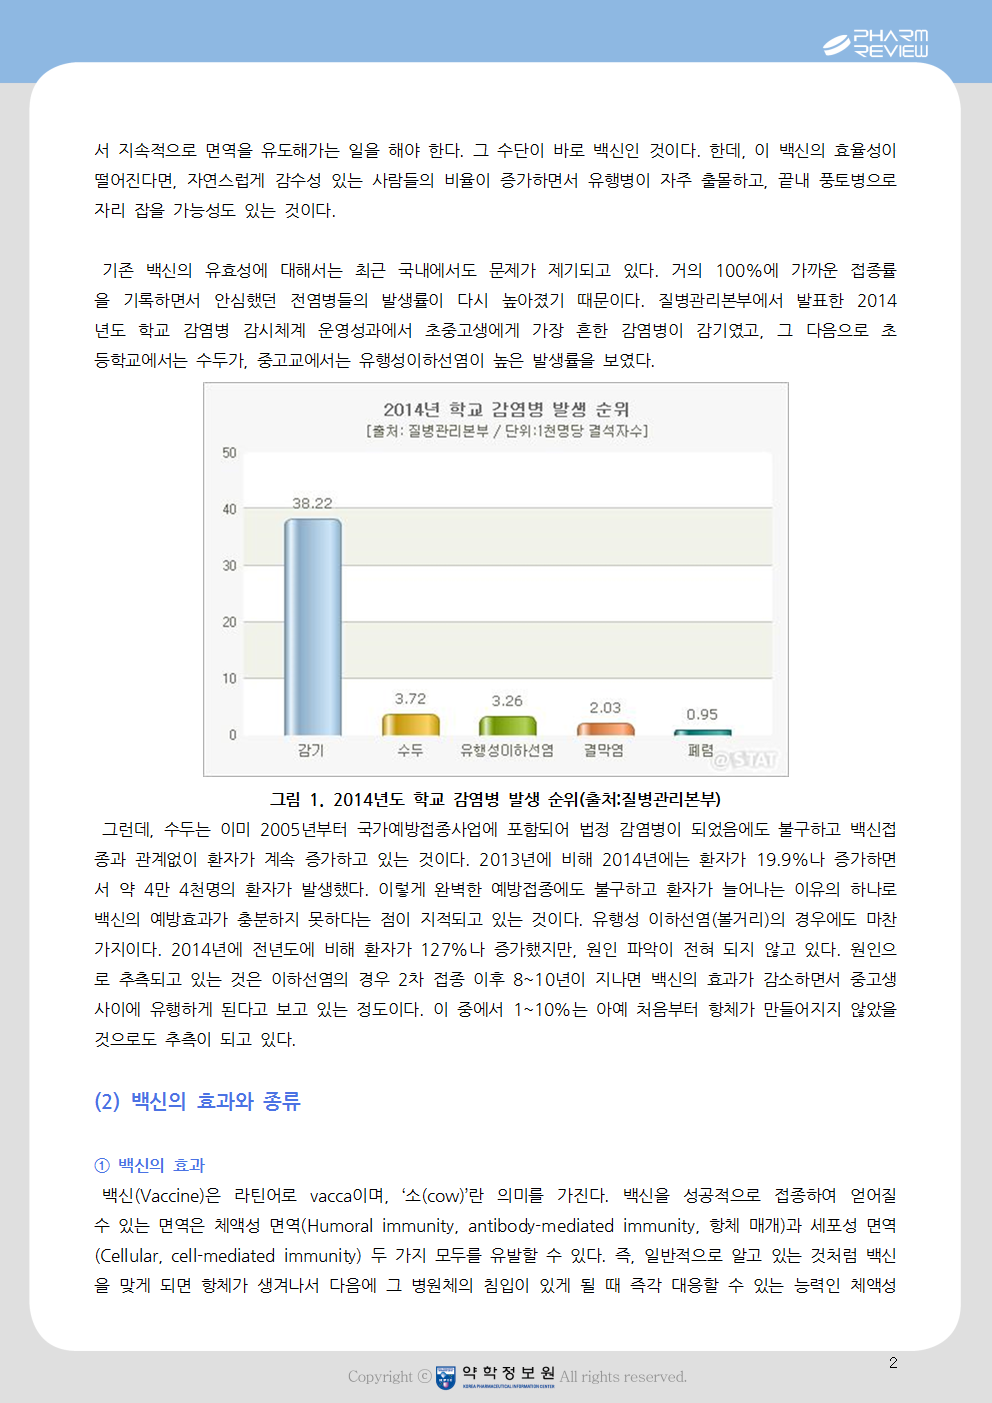 PHARM
REVIEW
서 지속적으로 면역을 유도해가는 일을 해야 한다. 그 수단이 바로 백신인 것이다. 한데, 이 백신의 효율성이
떨어진다면, 자연스럽게 감수성 있는 사람들의 비율이 증가하면서 유행병이 자주 출몰하고, 끝내 풍토병으로
자리 잡을 가능성도 있는 것이다.
기존 백신의 유효성에 대해서는 최근 국내에서도 문제가 제기되고 있다. 거의 100%에 가까운 접종률
을 기록하면서 안심했던 전염병들의 발생률이 다시 높아졌기 때문이다. 질병관리본부에서 발표한 2014
년도 학교 감염병 감시체계 운영성과에서 초중고생에게 가장 흔한 감염병이 감기였고, 그 다음으로 초
등학교에서는 수두가, 중고교에서는 유행성이하선염이 높은 발생률을 보였다.
2014년 학교 감염병 발생 순위
[출처: 질병관리본부 / 단위:1천명당 결석자수]
50
40
30
20
10
0
38.22
3.72
3.26
2.03
0.95
감기
수두
유행성이하선염
결막염
폐렴
@STAT
그림 1. 2014년도 학교 감염병 발생 순위(출처:질병관리본부)
그런데, 수두는 이미 2005년부터 국가예방접종사업에 포함되어 법정 감염병이 되었음에도 불구하고 백신접
종과 관계없이 환자가 계속 증가하고 있는 것이다. 2013년에 비해 2014년에는 환자가 19.9%나 증가하면
서 약 4만 4천명의 환자가 발생했다. 이렇게 완벽한 예방접종에도 불구하고 환자가 늘어나는 이유의 하나로
백신의 예방효과가 충분하지 못하다는 점이 지적되고 있는 것이다. 유행성 이하선염(볼거리)의 경우에도 마찬
가지이다. 2014년에 전년도에 비해 환자가 127%나 증가했지만, 원인 파악이 전혀 되지 않고 있다. 원인으
로 추측되고 있는 것은 이하선염의 경우 2차 접종 이후 8~10년이 지나면 백신의 효과가 감소하면서 중고생
사이에 유행하게 된다고 보고 있는 정도이다. 이 중에서 1~10%는 아예 처음부터 항체가 만들어지지 않았을
것으로도 추측이 되고 있다.
(2) 백신의 효과와 종류
① 백신의 효과
백신(Vaccine)은 라틴어로 vacca이며, ‘소(cow)’란 의미를 가진다. 백신을 성공적으로 접종하여 얻어질
수 있는 면역은 체액성 면역(Humoral immunity, antibody-mediated immunity, 항체 매개)과 세포성 면역
(Cellular, cell-mediated immunity) 두 가지 모두를 유발할 수 있다. 즉, 일반적으로 알고 있는 것처럼 백신
을 맞게 되면 항체가 생겨나서 다음에 그 병원체의 침입이 있게 될 때 즉각 대응할 수 있는 능력인 체액성
2
Copyright ⓒ 약학정보원 All rights reserved.
KOREA PHARMACEUTICAL INFORMATION CENTER